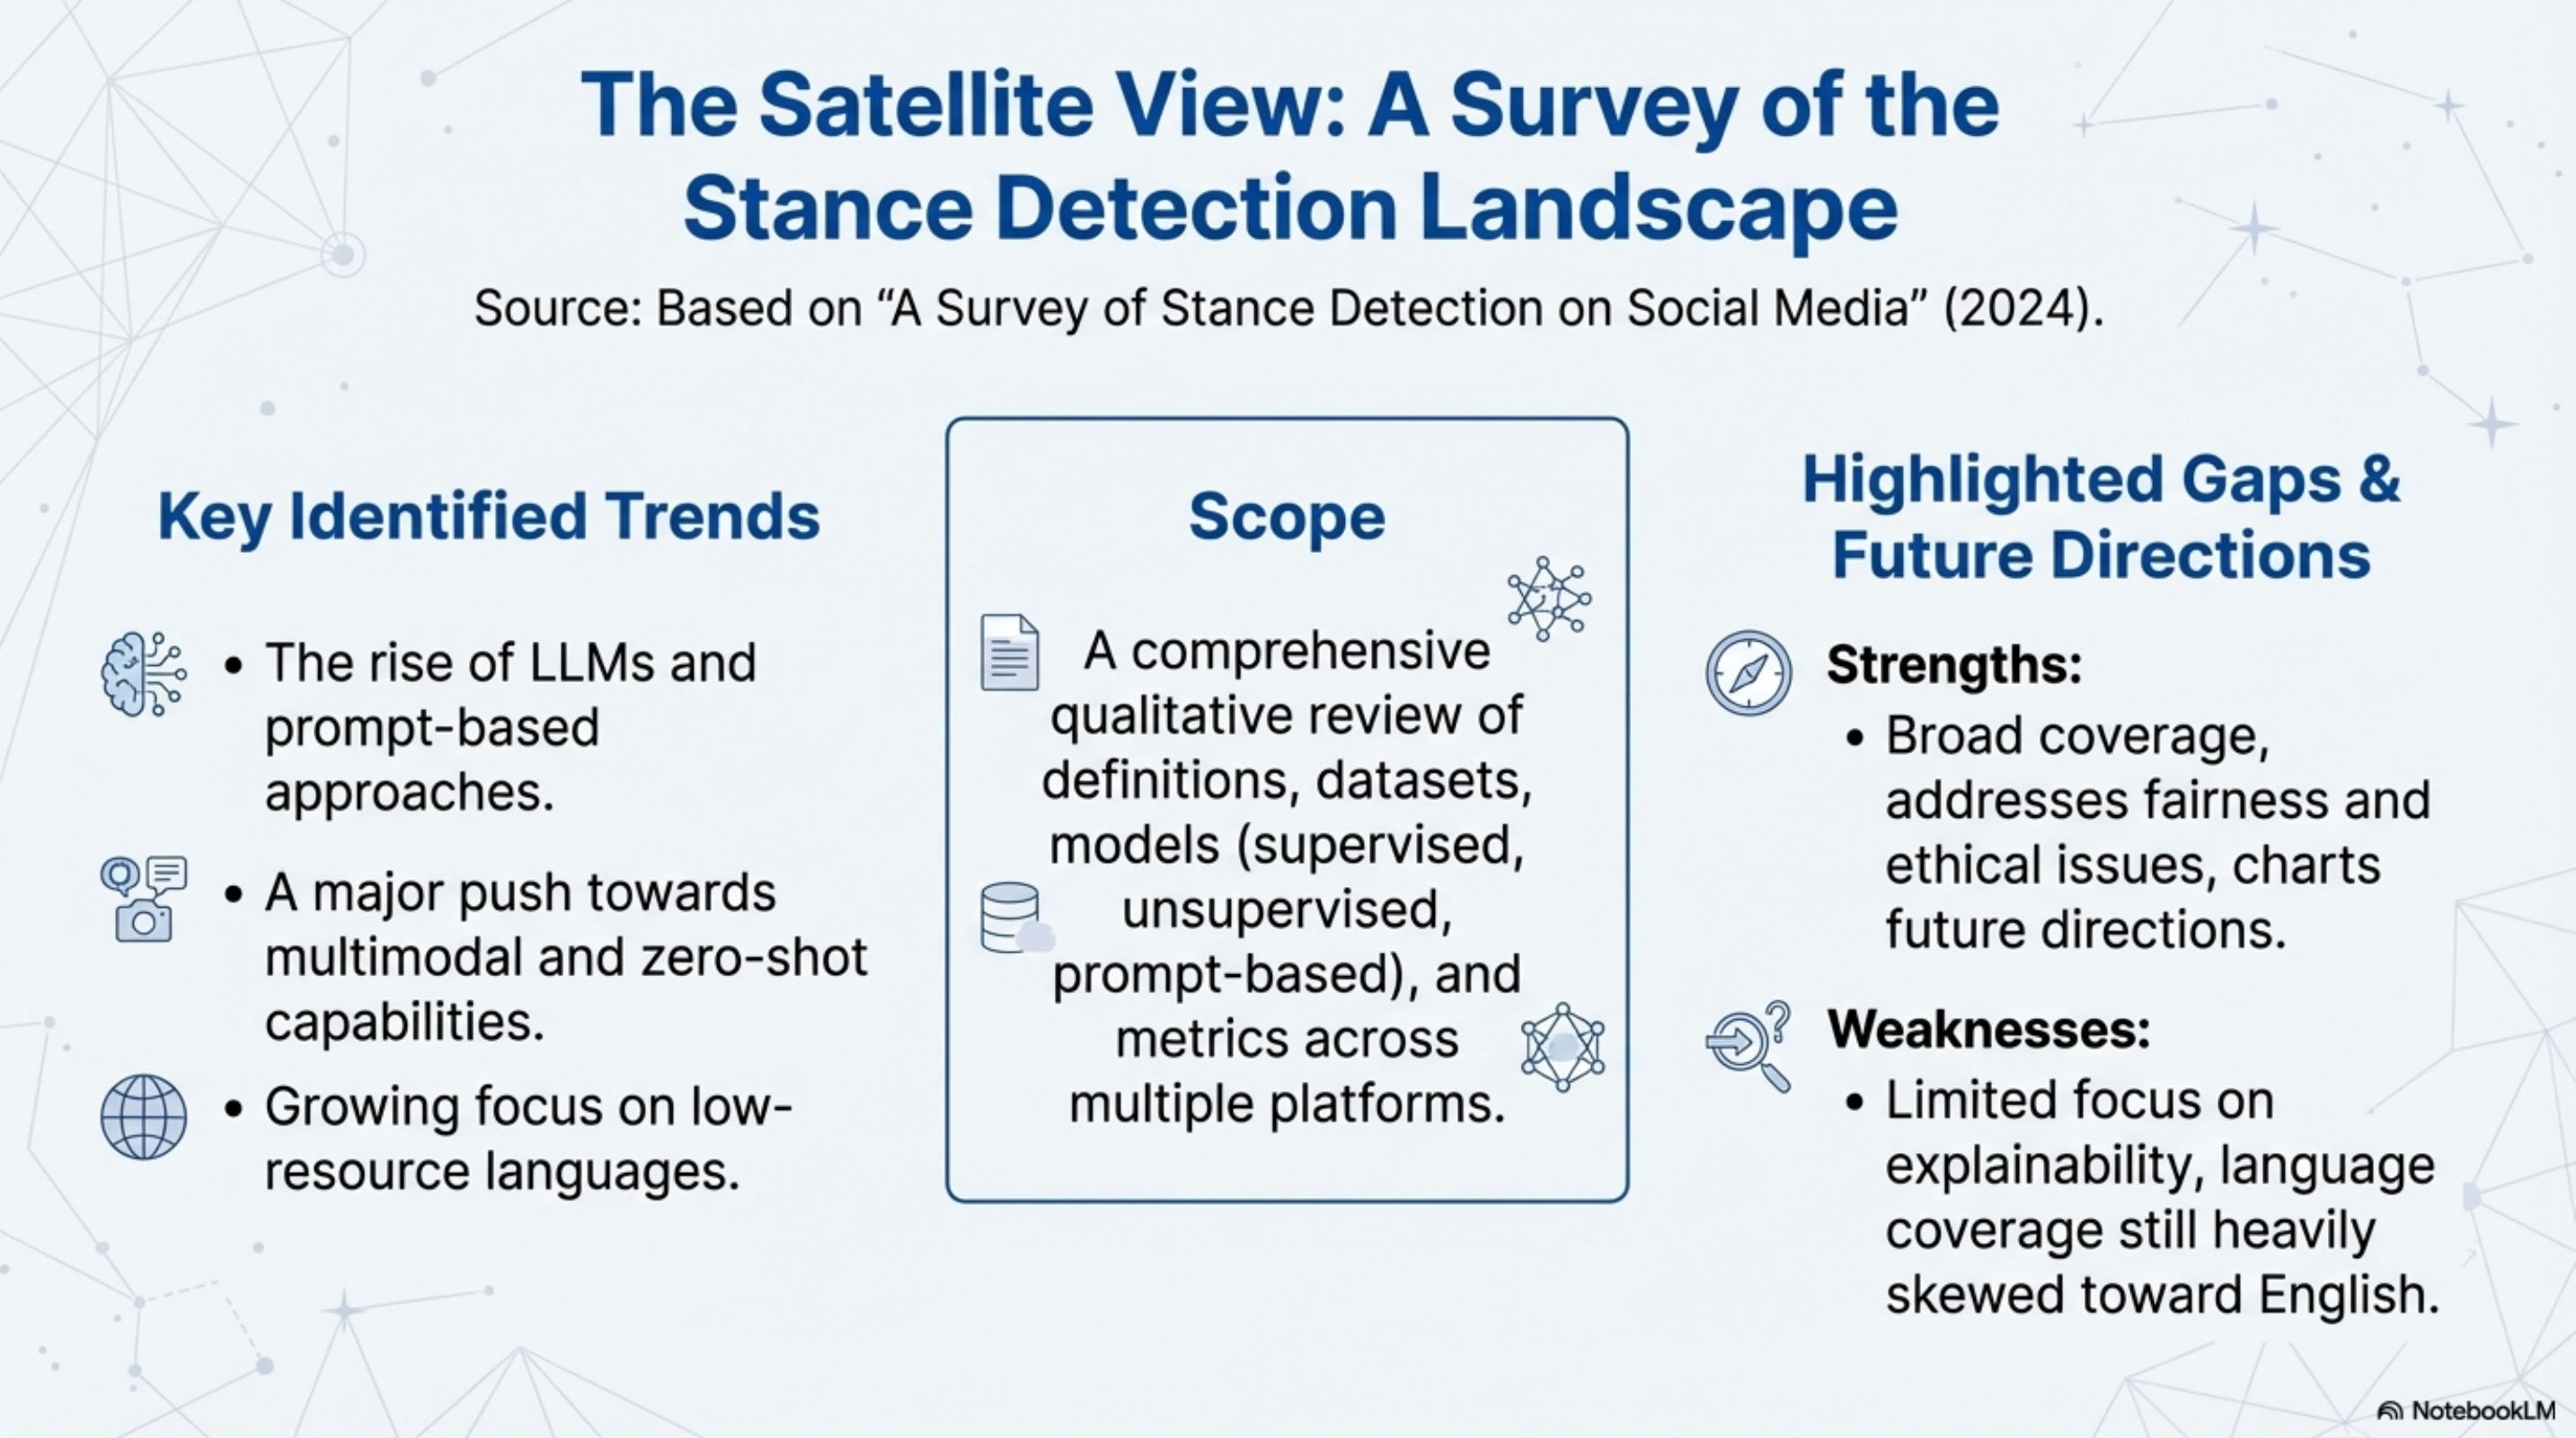 The Satellite View: A Survey of the
Stance Detection Landscape
Source: Based on “A Survey of Stance Detection on Social Media” (2024).
Key Identified Trends
• The rise of LLMs and
prompt-based
approaches.
• A major push towards
multimodal and zero-shot
capabilities.
• Growing focus on low-
resource languages.
Scope
A comprehensive
qualitative review of
definitions, datasets,
models (supervised,
unsupervised,
prompt-based), and
metrics across
multiple platforms.
Highlighted Gaps &
Future Directions
Strengths:
• Broad coverage,
addresses fairness and
ethical issues, charts
future directions.
Weaknesses:
• Limited focus on
explainability, language
coverage still heavily
skewed toward English.
NotebookLM